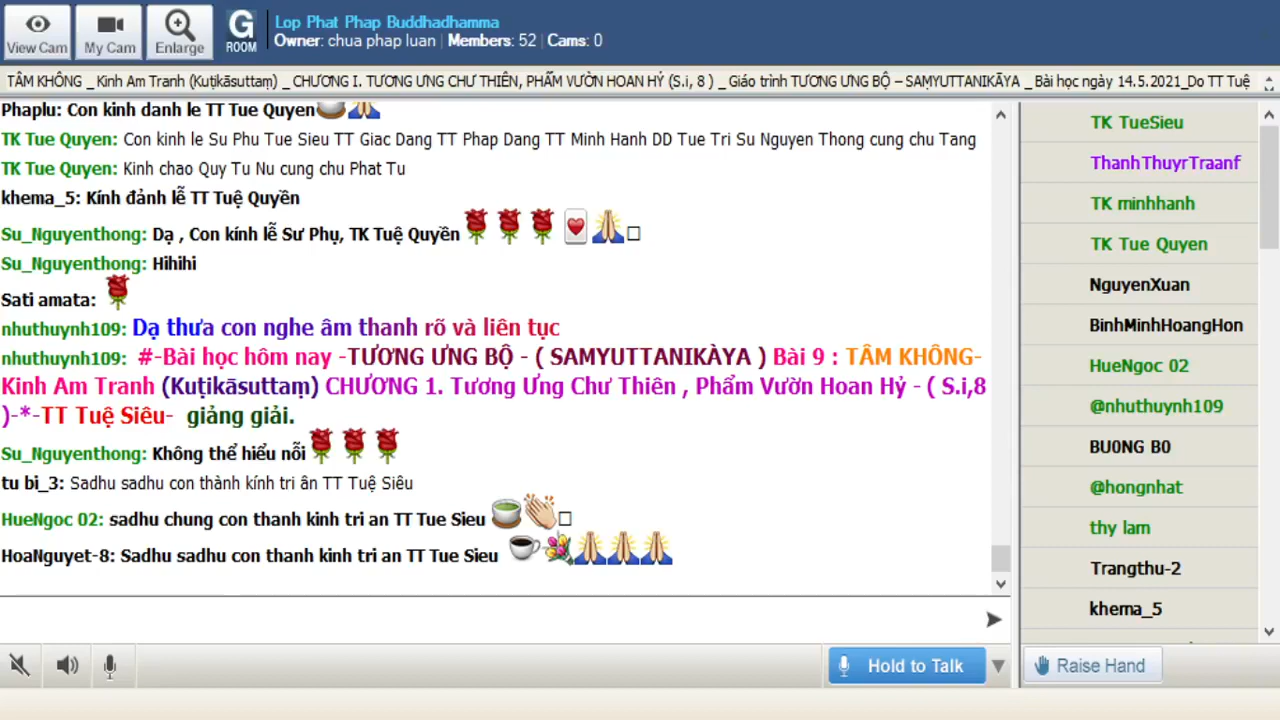 View Cam
My Cam
Enlarge
G
ROOM
Lop Phat Phap Buddhadhamma
Owner: chua phap luan | Members: 52 | Cams: 0
TÂM KHÔNG _ Kinh Am Tranh (Kuṭikāsuttaṃ) _ CHƯƠNG I. TƯƠNG ƯNG CHƯ THIÊN, PHẨM VƯỜN HOAN HỶ (S.i, 8 ) _ Giáo trình TƯƠNG ƯNG BỘ – SAṂYUTTANIKĀYA _ Bài học ngày 14.5.2021_Do TT Tuệ
Phaplu: Con kinh danh le TT Tue Quyen
TK Tue Quyen: Con kinh le Su Phu Tue Sieu TT Giac Dang TT Phap Dang TT Minh Hanh DD Tue Tri Su Nguyen Thong cung chu Tang
TK Tue Quyen: Kinh chao Quy Tu Nu cung chu Phat Tu
khema_5: Kính đảnh lễ TT Tuệ Quyền
Su_Nguyenthong: Dạ , Con kính lễ Sư Phụ, TK Tuệ Quyền
Su_Nguyenthong: Hihihi
Sati amata:
nhuthuynh109: Dạ thưa con nghe âm thanh rõ và liên tục
nhuthuynh109: #-Bài học hôm nay -TƯƠNG ƯNG BỘ - ( SAMYUTTANIKÀYA ) Bài 9 : TÂM KHÔNG-
Kinh Am Tranh (Kuṭikāsuttaṃ) CHƯƠNG 1. Tương Ưng Chư Thiên , Phẩm Vườn Hoan Hỷ - ( S.i,8
)-*-TT Tuệ Siêu- giảng giải.
Su_Nguyenthong: Không thể hiểu nỗi
tu bi_3: Sadhu sadhu con thành kính tri ân TT Tuệ Siêu
HueNgoc 02: sadhu chung con thanh kinh tri an TT Tue Sieu
HoaNguyet-8: Sadhu sadhu con thanh kinh tri an TT Tue Sieu
TK TueSieu
ThanhThuyrTraanf
TK minhhanh
TK Tue Quyen
NguyenXuan
BinhMinhHoangHon
HueNgoc 02
@nhuthuynh109
BU0NG B0
@hongnhat
thy lam
Trangthu-2
khema_5
Hold to Talk
Raise Hand